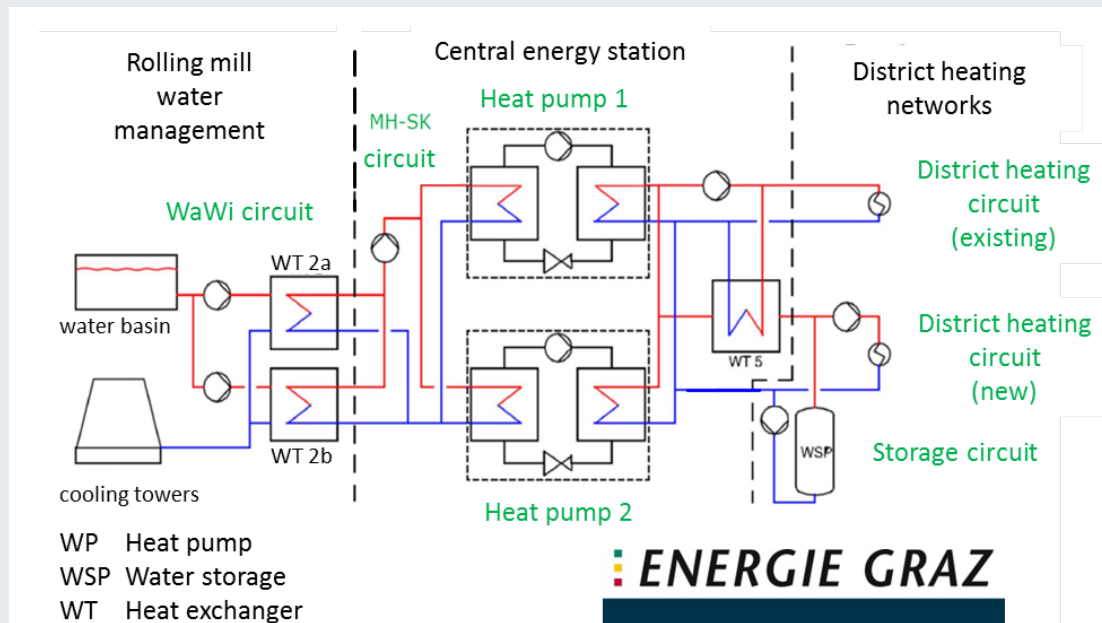 Rolling mill
water
management
Central energy station
District heating
networks
Heat pump 1
MH-SK
circuit
WaWi circuit
District heating
circuit
(existing)
WT 2a
water basin
WT 5
District heating
circuit
(new)
WT 2b
WSP
Storage circuit
cooling towers
Heat pump 2
WP Heat pump
WSP Water storage
WT Heat exchanger
ENERGIE GRAZ